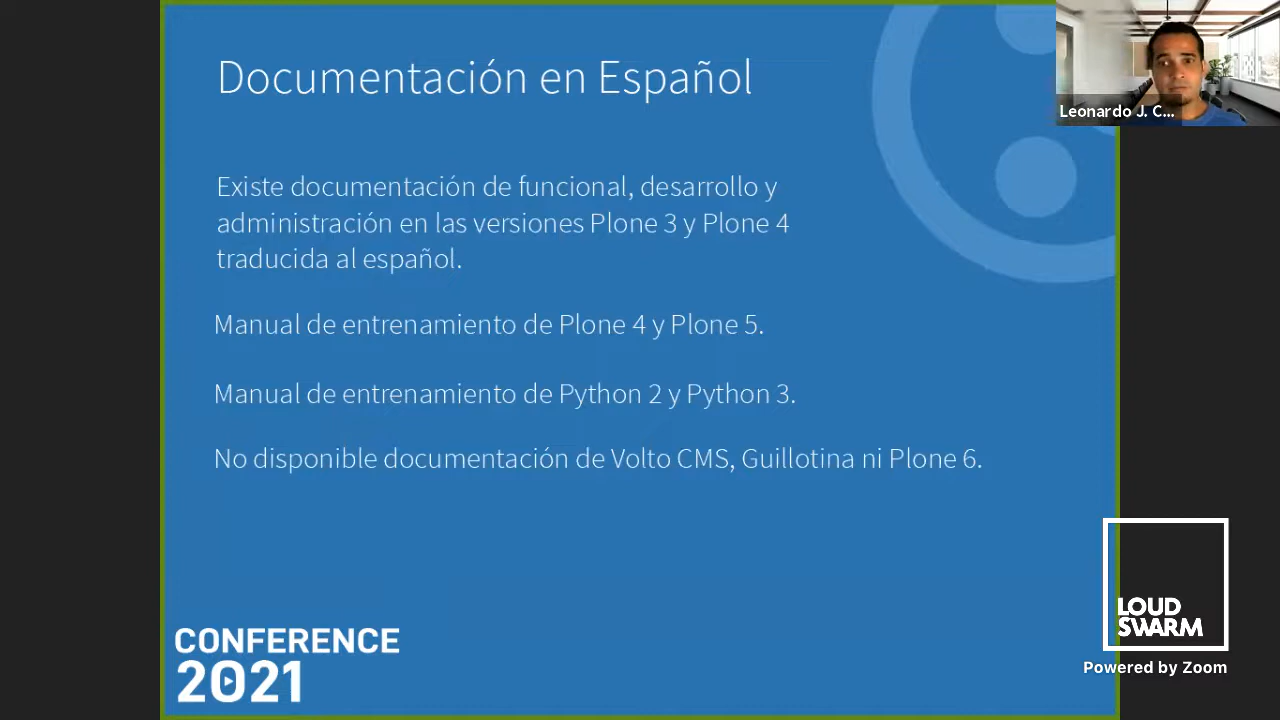 Documentación en Español
Leonardo J. C...
Existe documentación de funcional, desarrollo y
administración en las versiones Plone 3 y Plone 4
traducida al español.
Manual de entrenamiento de Plone 4 y Plone 5.
Manual de entrenamiento de Python 2 y Python 3.
No disponible documentación de Volto CMS, Guillotina ni Plone 6.
LOUD
SWARM
Powered by Zoom
CONFERENCE
2021